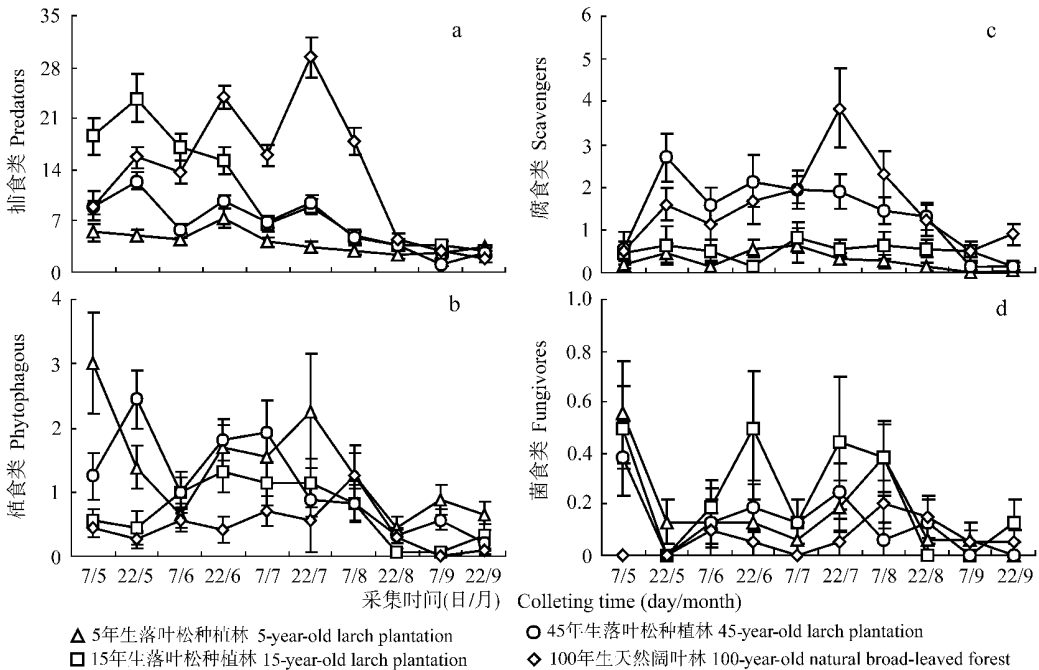 a
捕食类 Predators
35
28
21
14
7
0
c
腐食类 Scavengers
6
5
4
3
2
1
0
b
植食类 Phytophagous
4
3
2
1
0
7/5 22/5 7/6 22/6 7/7 22/7 7/8 22/8 7/9 22/9
d
菌食类 Fungivores
1.0
0.8
0.6
0.4
0.2
0
7/5 22/5 7/6 22/6 7/7 22/7 7/8 22/8 7/9 22/9
采集时间(日/月) Colleting time (day/month)
5年生落叶松种植林 5-year-old larch plantation
45年生落叶松种植林 45-year-old larch plantation
15年生落叶松种植林 15-year-old larch plantation
100年生天然阔叶林 100-year-old natural broad-leaved forest